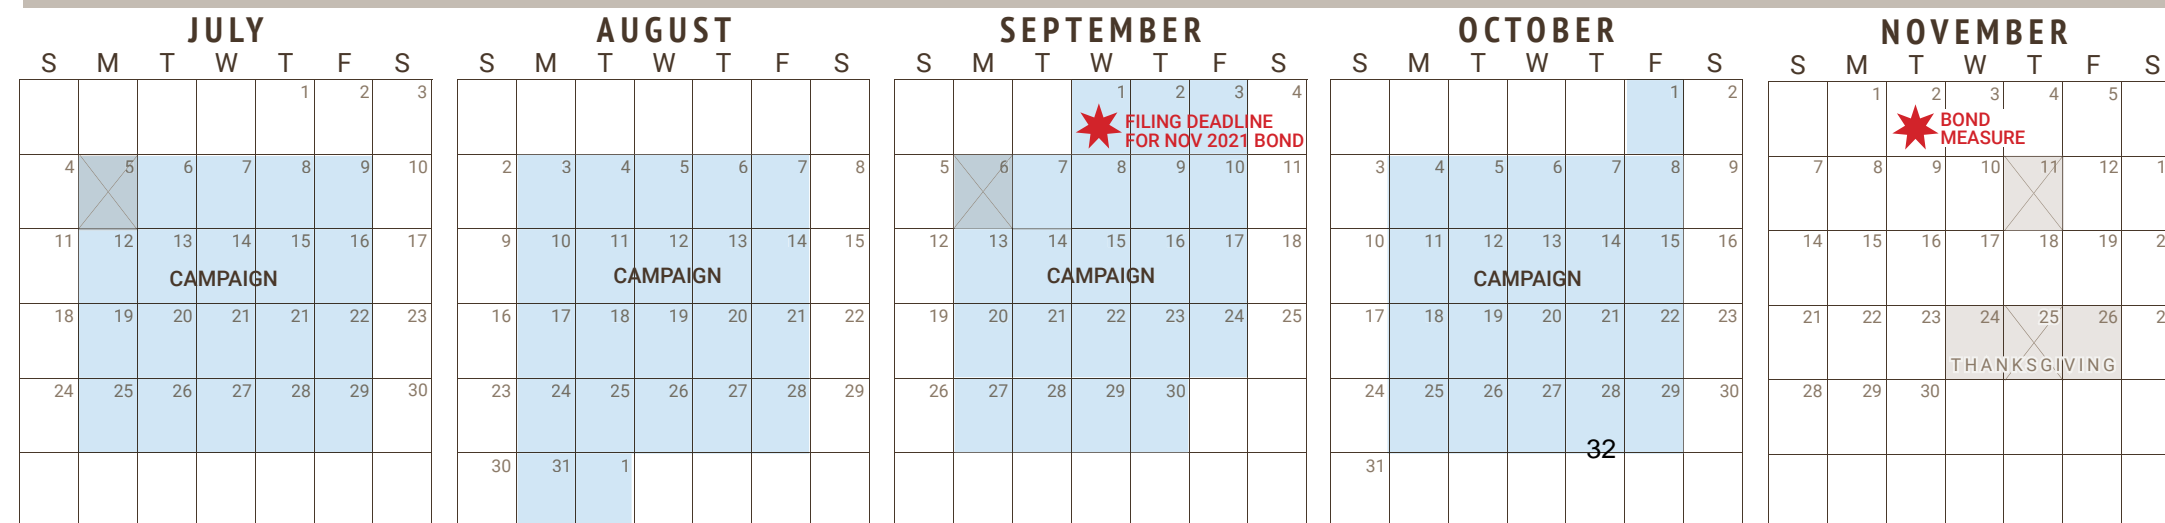 JULY
S M T W T F S
1 2 3
4 5 6 7 8 9 10
11 12 13 14 15 16 17
CAMPAIGN
18 19 20 21 21 22 23
24 25 26 27 28 29 30
AUGUST
S M T W T F S
2 3 4 5 6 7 8
9 10 11 12 13 14 15
CAMPAIGN
16 17 18 19 20 21 22
23 24 25 26 27 28 29
30 31 1
SEPTEMBER
S M T W T F S
1 2 3 4
FILING DEADLINE
FOR NOV 2021 BOND
5 6 7 8 9 10 11
12 13 14 15 16 17 18
CAMPAIGN
19 20 21 22 23 24 25
26 27 28 29 30
OCTOBER
S M T W T F S
1 2
3 4 5 6 7 8 9
10 11 12 13 14 15 16
CAMPAIGN
17 18 19 20 21 22 23
24 25 26 27 28 29 30
32
31
NOVEMBER
S M T W T F S
1 2 3 4 5
BOND
MEASURE
7 8 9 10 11 12
14 15 16 17 18 19
21 22 23 24 25 26
THANKSGIVING
28 29 30